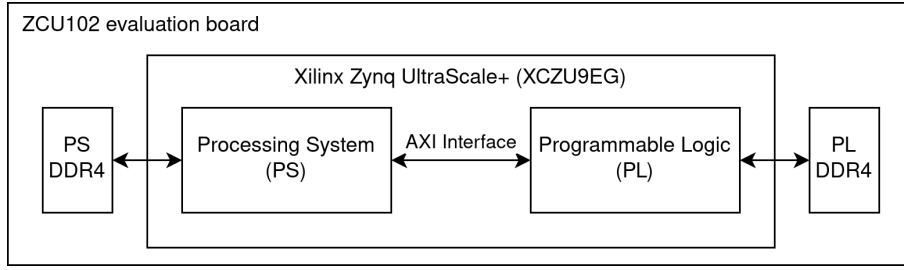 ZCU102 evaluation board
Xilinx Zynq UltraScale+ (XCZU9EG)
PS
DDR4
Processing System
(PS)
AXI Interface
Programmable Logic
(PL)
PL
DDR4